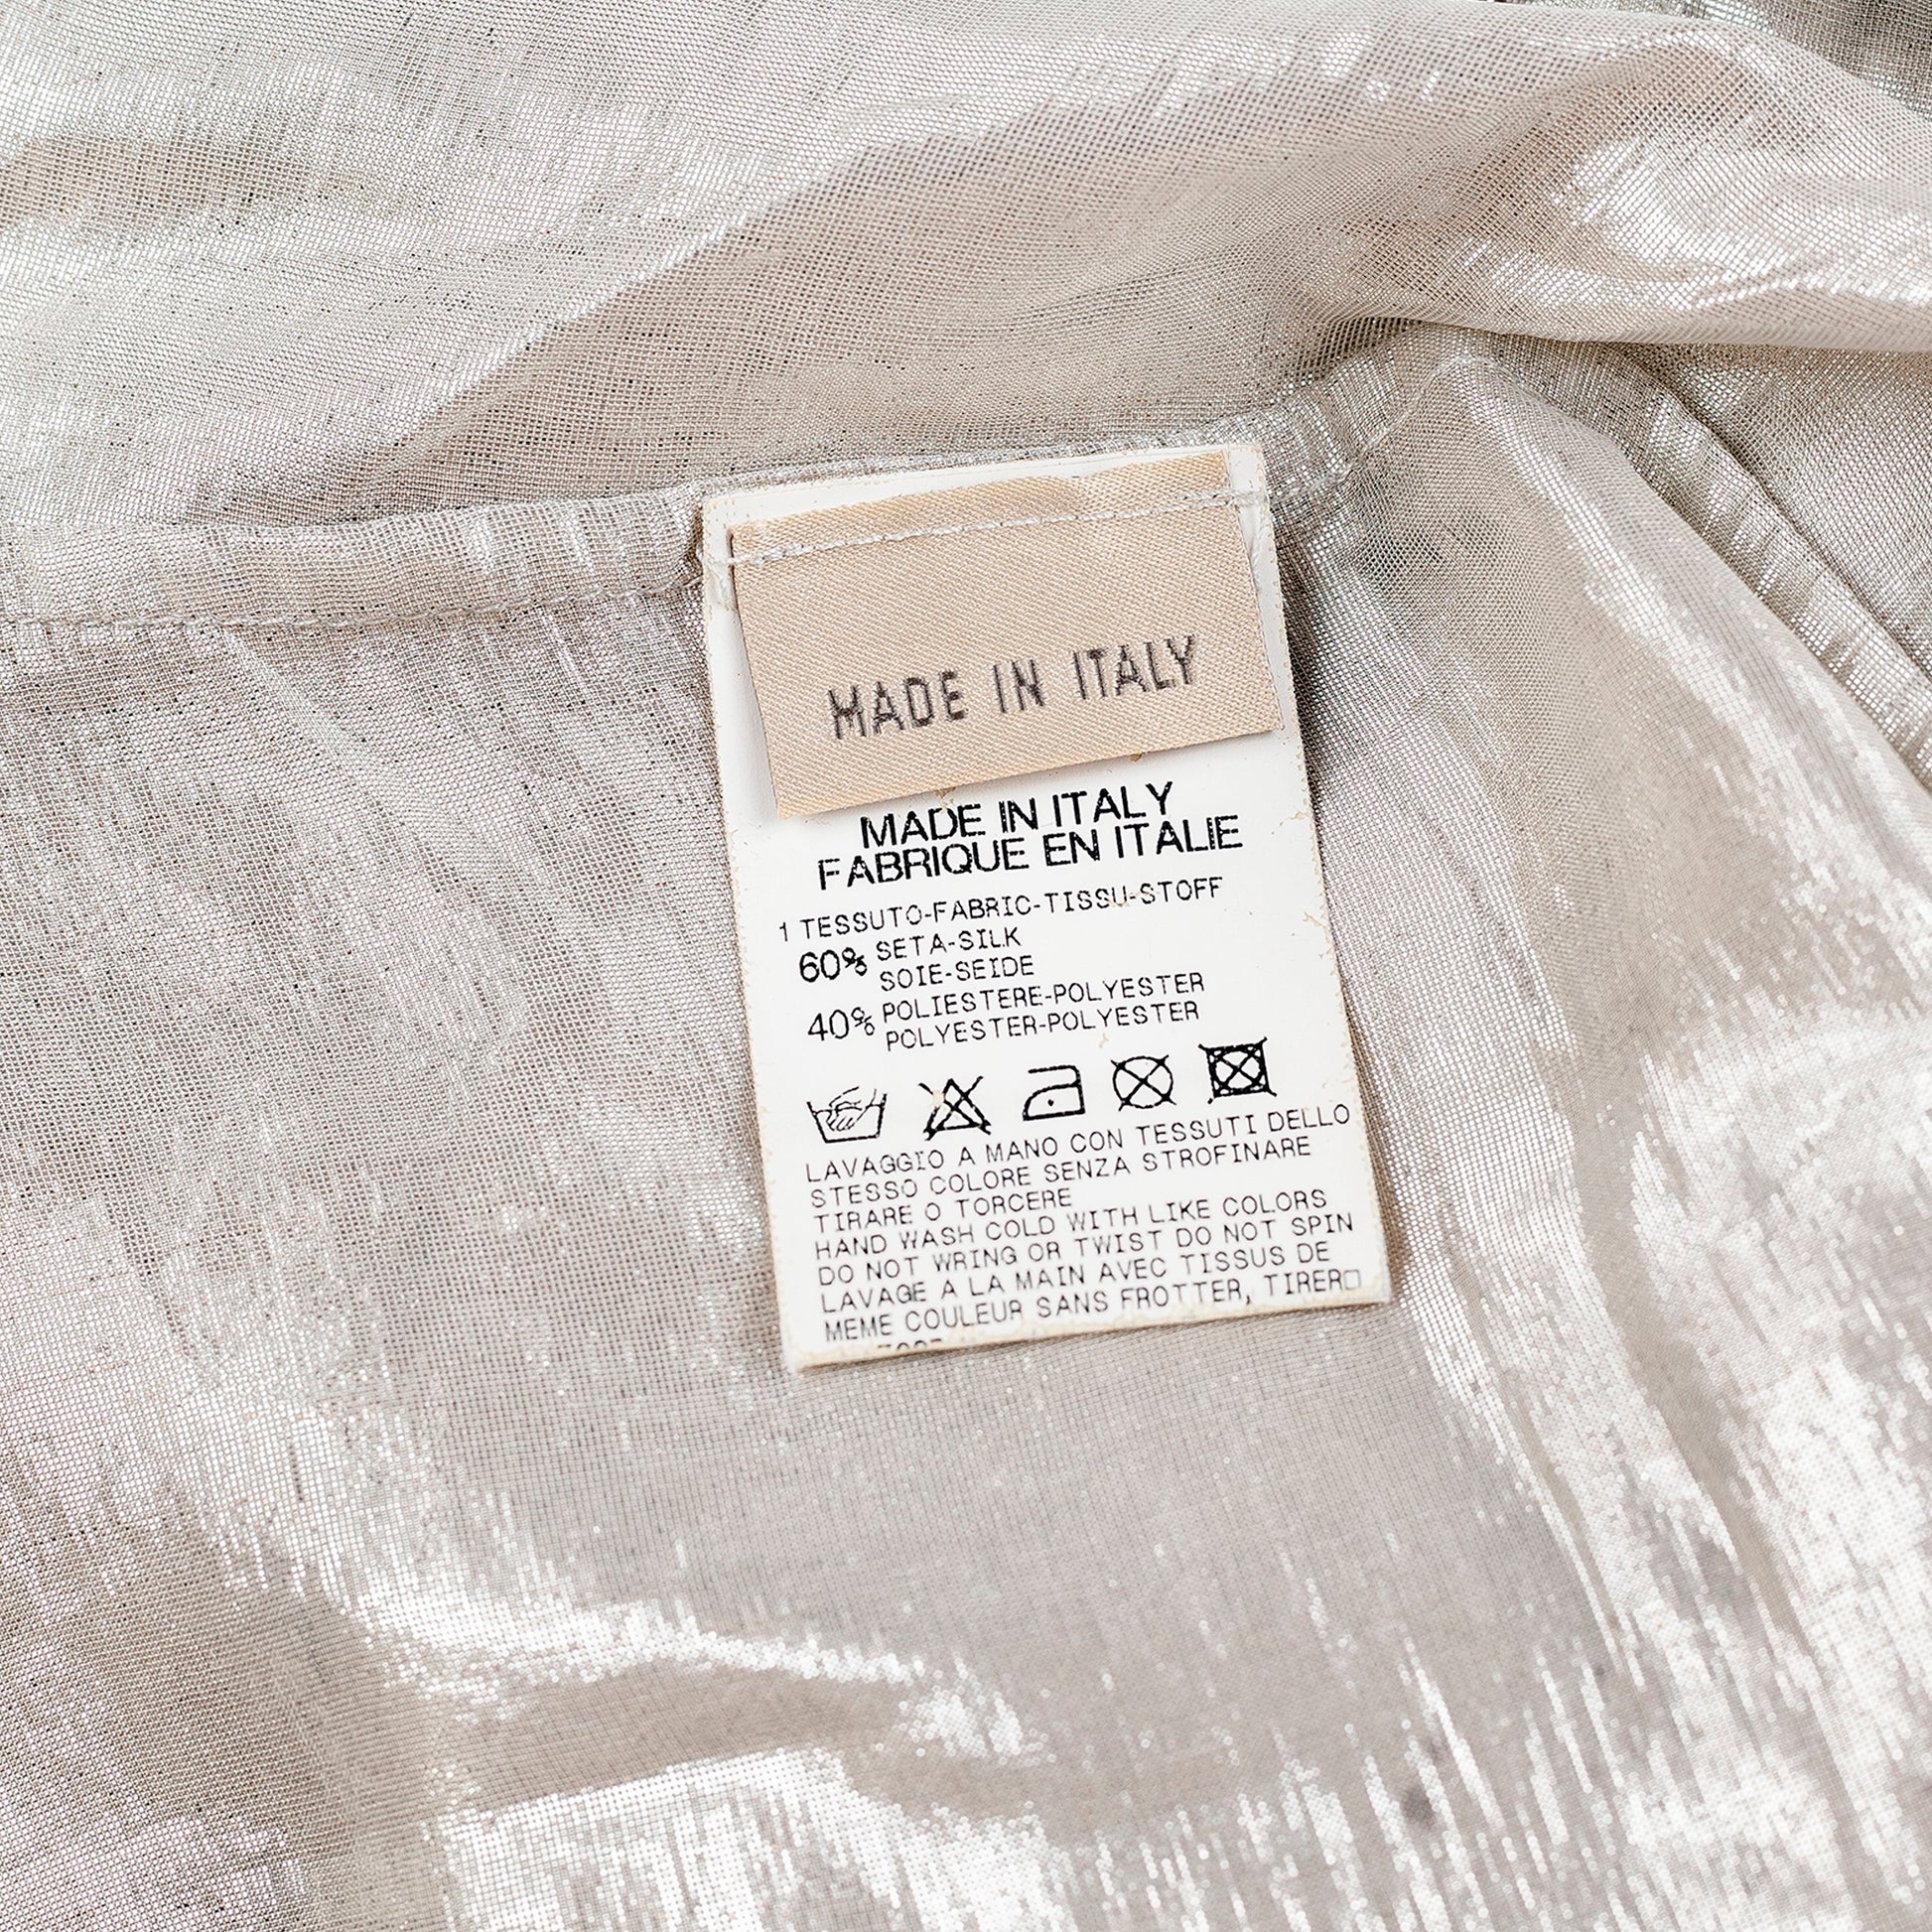 MADE IN ITALY
MADE IN ITALY
FABRIQUE EN ITALIE
1 TESSUTO-FABRIC-TISSU-STOFF
60% SETA-SILK
SOIE-SEIDE
40% POLIESTERE-POLYESTER
POLYESTER-POLYESTER
LAVAGGIO A MANO CON TESSUTI DELLO
STESSO COLORE SENZA STROFINARE
TIRARE O TORCERE
HAND WASH COLD WITH LIKE COLORS
DO NOT WRING OR TWIST DO NOT SPIN
LAVAGE A LA MAIN AVEC TISSUS DE
MEME COULEUR SANS FROTTER, TIRER□